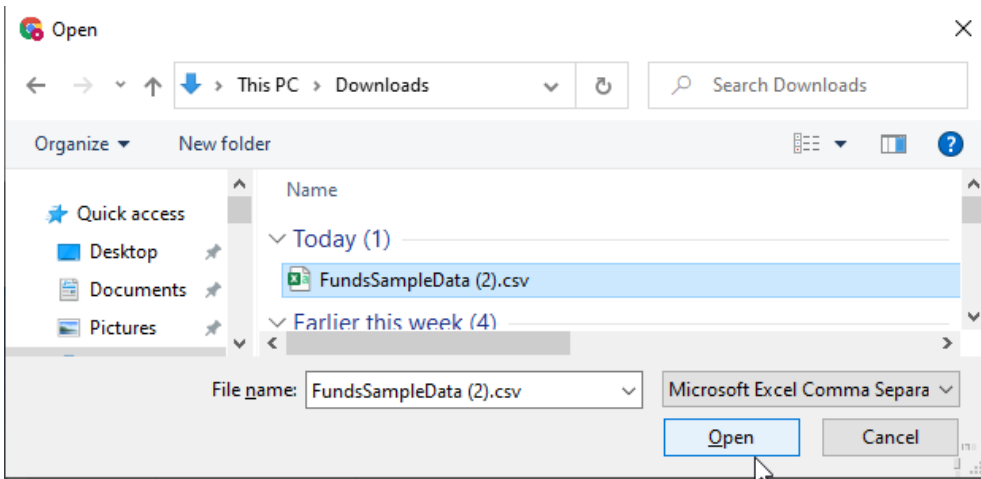 Open
This PC > Downloads
Search Downloads
Organize
New folder
?
Name
Quick access
Desktop
Documents
Pictures
Today (1)
FundsSampleData (2).csv
Earlier this week (4)
File name:
FundsSampleData (2).csv
Microsoft Excel Comma Separa
Open
Cancel